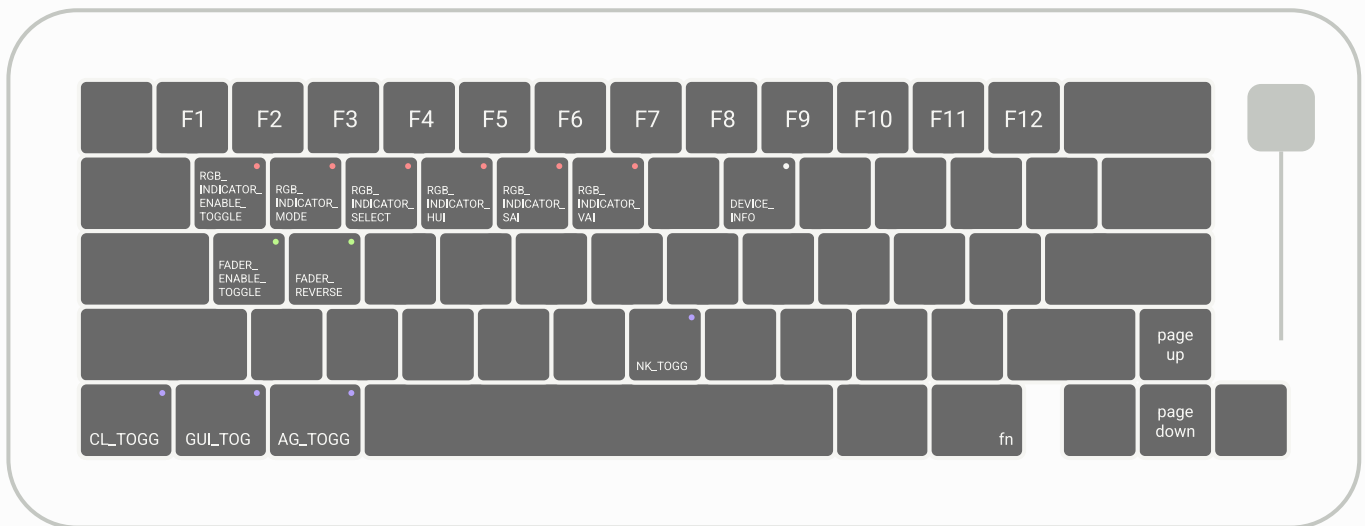 F1 F2 F3 F4 F5 F6 F7 F8 F9 F10 F11 F12
RGB_
INDICATOR_
ENABLE_
TOGGLE
RGB_
INDICATOR_
MODE
RGB_
INDICATOR_
SELECT
RGB_
INDICATOR_
HUI
RGB_
INDICATOR_
SAI
RGB_
INDICATOR_
VAI
DEVICE_
INFO
FADER_
ENABLE_
TOGGLE
FADER_
REVERSE
NK_TOGG
page
up
CL_TOGG
GUI_TOG
AG_TOGG
fn
page
down